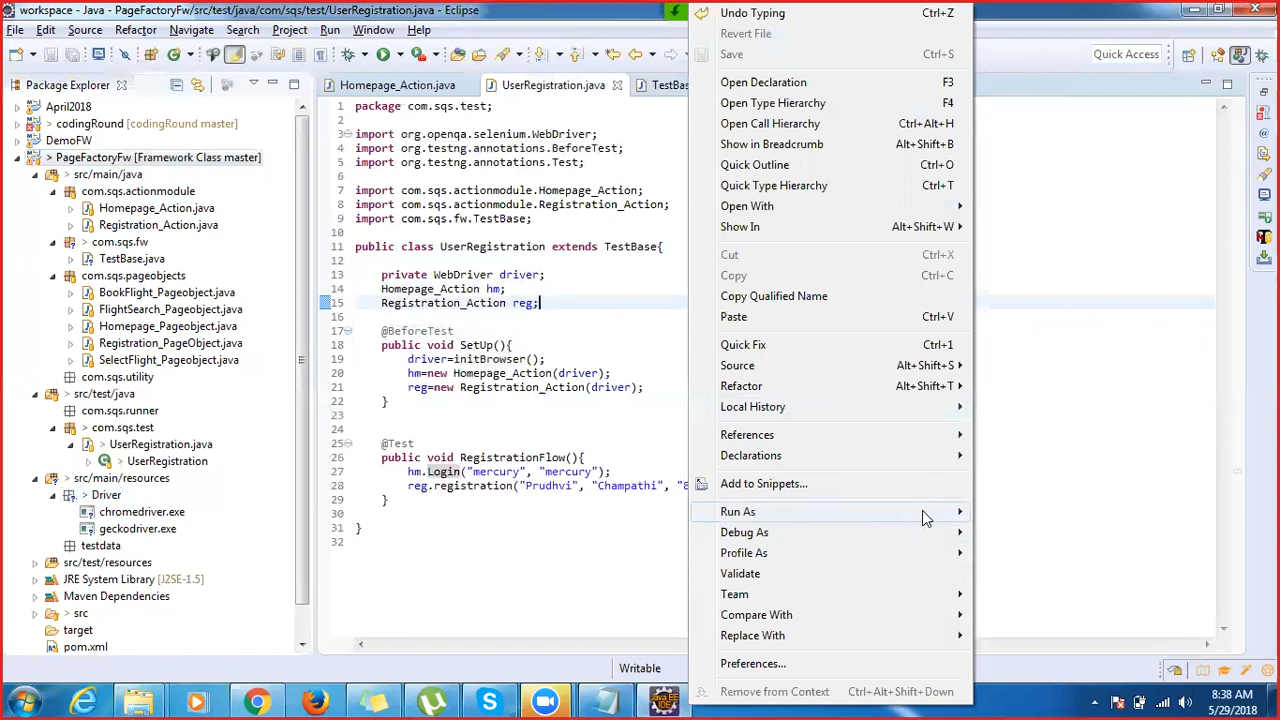 workspace - Java - PageFactoryFw/src/test/java/com/sqs/test/UserRegistration.java - Eclipse
File Edit Source Refactor Navigate Search Project Run Window Help
Quick Access
Package Explorer
April2018
> codingRound [codingRound master]
DemoFW
> PageFactoryFw [Framework Class master]
> src/main/java
com.sqs.actionmodule
Homepage_Action.java
Registration_Action.java
> com.sqs.fw
TestBase.java
com.sqs.pageobjects
BookFlight_Pageobject.java
FlightSearch_Pageobject.java
Homepage_Pageobject.java
Registration_PageObject.java
SelectFlight_Pageobject.java
com.sqs.utility
> src/test/java
com.sqs.runner
> com.sqs.test
> UserRegistration.java
> UserRegistration
> src/main/resources
> Driver
chromedriver.exe
geckodriver.exe
testdata
src/test/resources
JRE System Library [J2SE-1.5]
Maven Dependencies
> src
target
pom.xml
Homepage_Action.java UserRegistration.java TestBas
1 package com.sqs.test;
2
3 import org.openqa.selenium.WebDriver;
4 import org.testng.annotations.BeforeTest;
5 import org.testng.annotations.Test;
6
7 import com.sqs.actionmodule.Homepage_Action;
8 import com.sqs.actionmodule.Registration_Action;
9 import com.sqs.fw.TestBase;
10
11 public class UserRegistration extends TestBase{
12
13 private WebDriver driver;
14 Homepage_Action hm;
15 Registration_Action reg;
16
17 @BeforeTest
18 public void SetUp(){
19 driver=initBrowser();
20 hm=new Homepage_Action(driver);
21 reg=new Registration_Action(driver);
22 }
23
24
25 @Test
26 public void RegistrationFlow(){
27 hm.Login("mercury", "mercury");
28 reg.registration("Prudhvi", "Champathi", "8
29 }
30
31 }
32
Undo Typing Ctrl+Z
Revert File
Save Ctrl+S
Open Declaration F3
Open Type Hierarchy F4
Open Call Hierarchy Ctrl+Alt+H
Show in Breadcrumb Alt+Shift+B
Quick Outline Ctrl+O
Quick Type Hierarchy Ctrl+T
Open With
Show In Alt+Shift+W
Cut Ctrl+X
Copy Ctrl+C
Copy Qualified Name
Paste Ctrl+V
Quick Fix Ctrl+1
Source Alt+Shift+S
Refactor Alt+Shift+T
Local History
References
Declarations
Add to Snippets...
Run As
Debug As
Profile As
Validate
Team
Compare With
Replace With
Preferences...
Remove from Context Ctrl+Alt+Shift+Down
Writable
Java EE
IDE
8:38 AM
5/29/2018